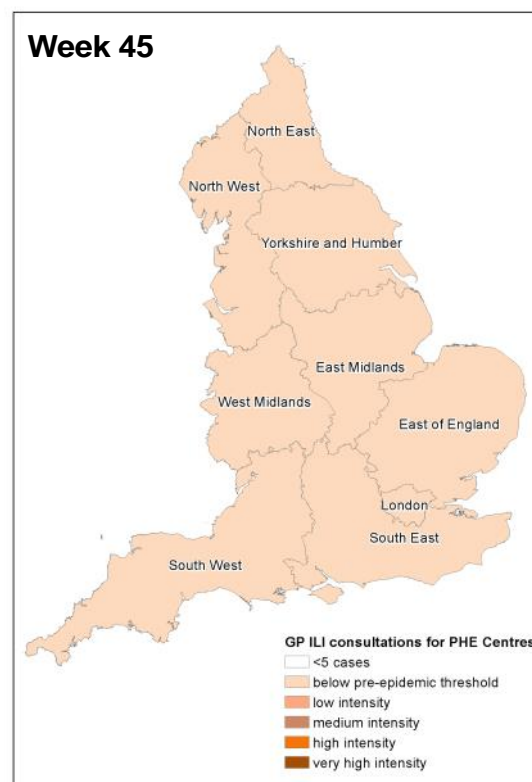 Week 45
North East
North West
Yorkshire and Humber
East Midlands
West Midlands
East of England
London
South East
South West
GP ILI consultations for PHE Centres
<5 cases
below pre-epidemic threshold
low intensity
medium intensity
high intensity
very high intensity